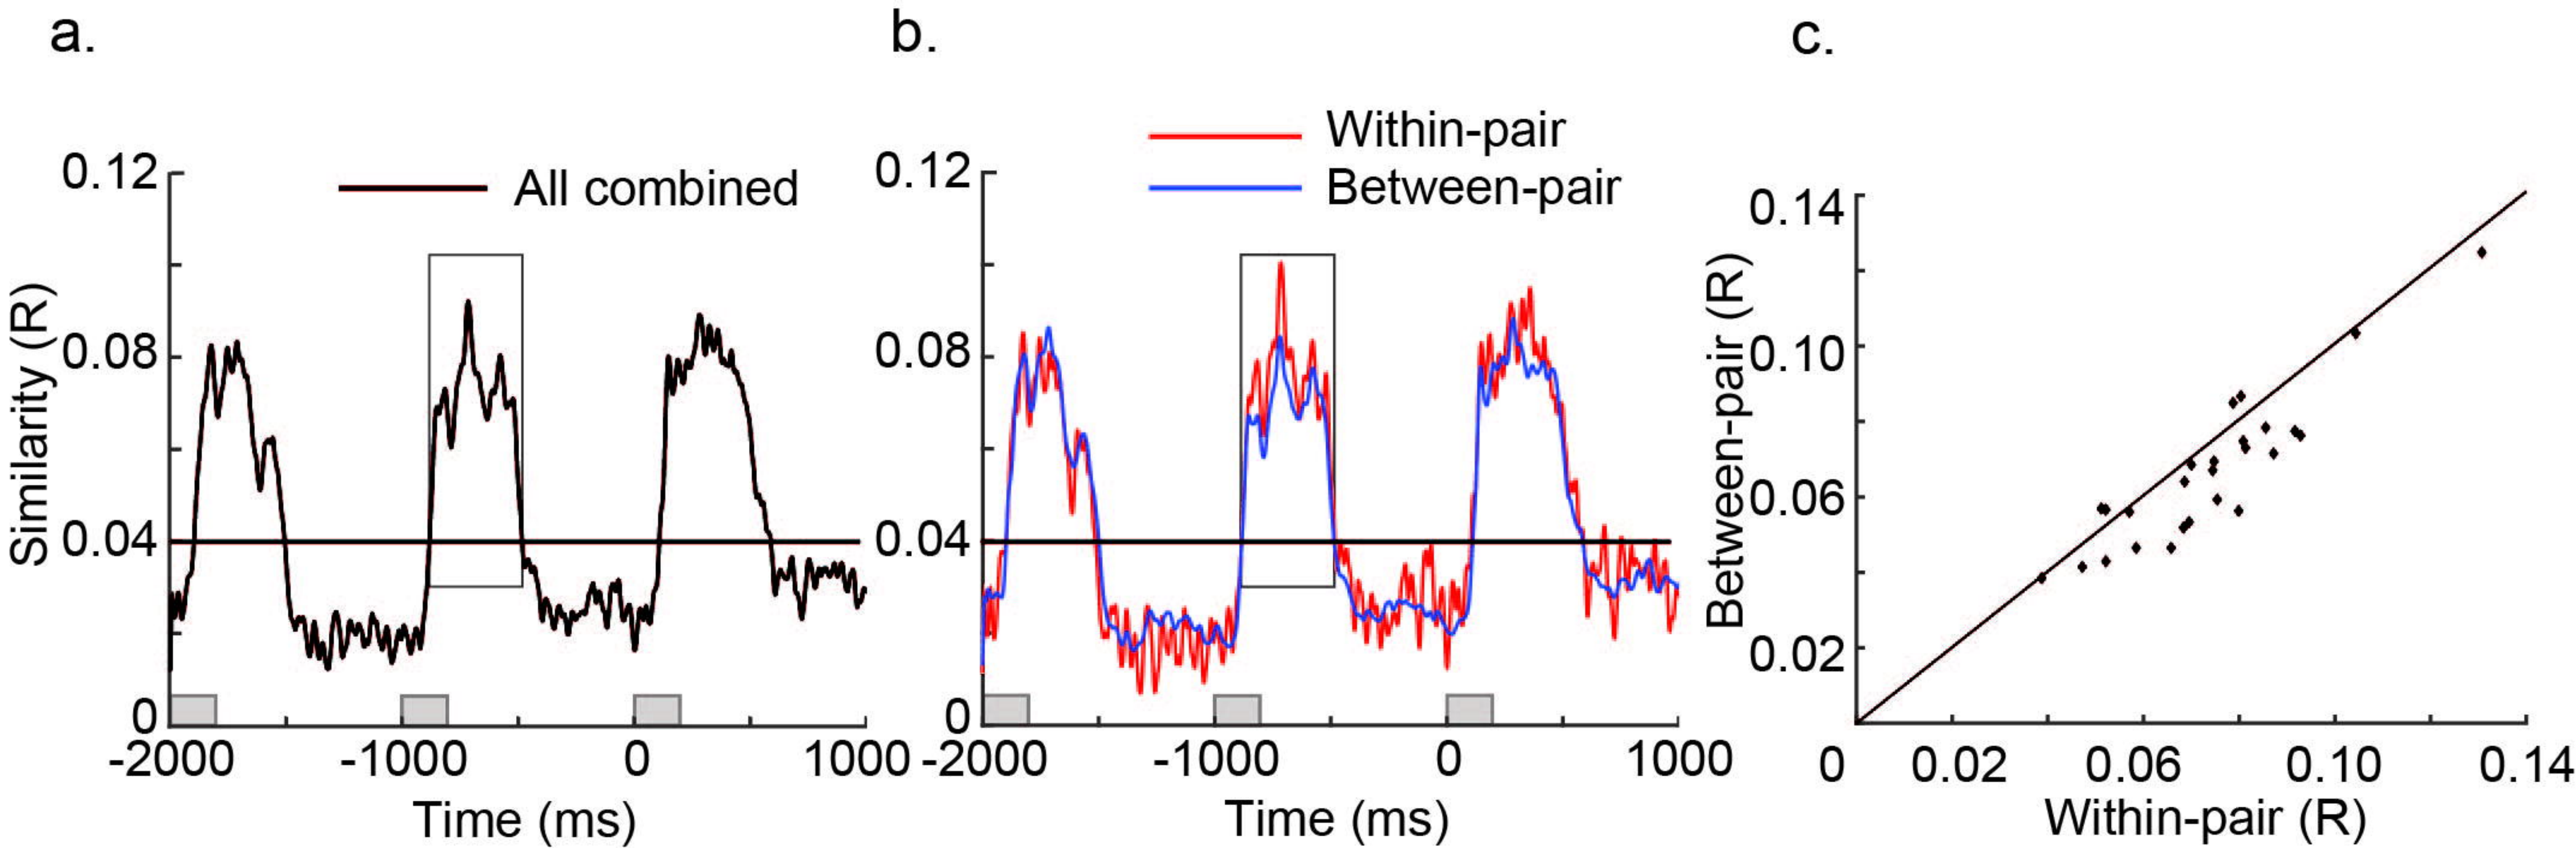 a.
Similarity (R)
0.12
0.08
0.04
0
All combined
-2000
-1000
0
1000
Time (ms)
b.
Within-pair
Between-pair
0.12
0.08
0.04
0
-2000
-1000
0
1000
Time (ms)
c.
Between-pair (R)
0.14
0.10
0.06
0.02
0
0.02
0.06
0.10
0.14
Within-pair (R)